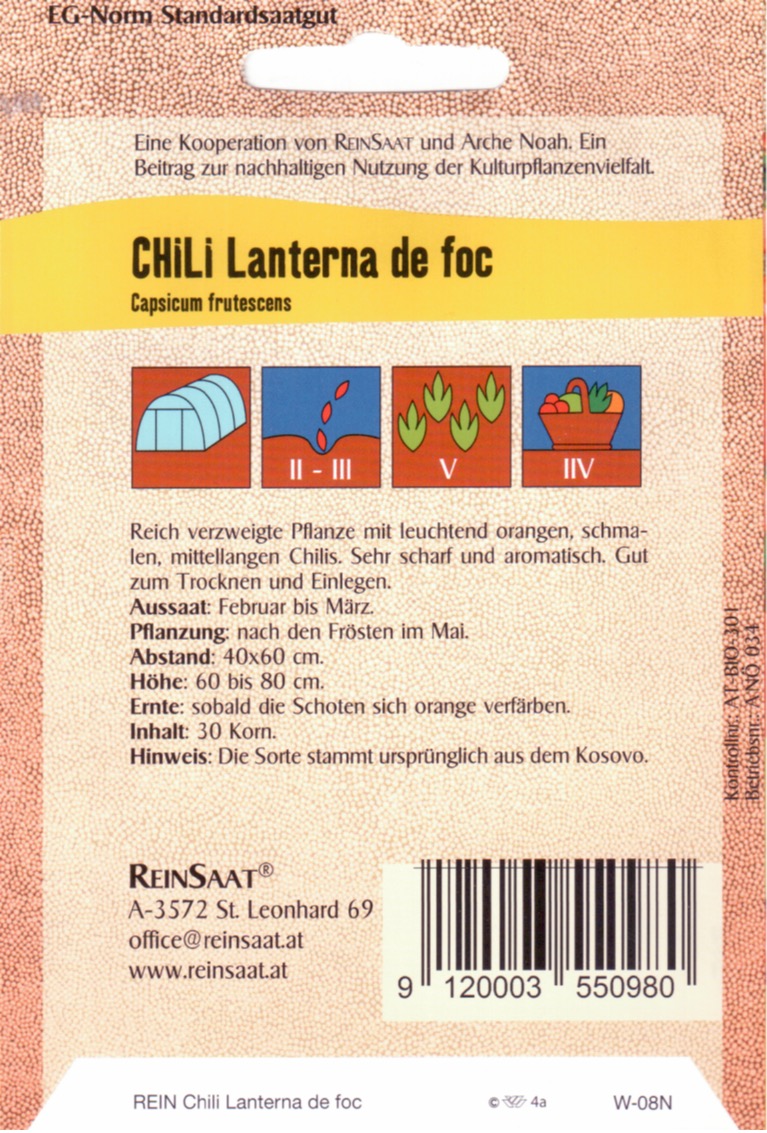 EG-Norm Standardsaatgut
Eine Kooperation von REINSAAT und Arche Noah. Ein
Beitrag zur nachhaltigen Nutzung der Kulturpflanzenvielfalt.
CHiLi Lanterna de foc
Capsicum frutescens
II - III
V
IIV
Reich verzweigte Pflanze mit leuchtend orangen, schma-
len, mittellangen Chilis. Sehr scharf und aromatisch. Gut
zum Trocknen und Einlegen.
Aussaat: Februar bis März.
Pflanzung: nach den Frösten im Mai.
Abstand: 40x60 cm.
Höhe: 60 bis 80 cm.
Ernte: sobald die Schoten sich orange verfärben.
Inhalt: 30 Korn.
Hinweis: Die Sorte stammt ursprünglich aus dem Kosovo.
Kontrollnr.: AT-BIO-301
Betriebsnr.: ANÖ 034
REINSAAT®
A-3572 St. Leonhard 69
office@reinsaat.at
www.reinsaat.at
9 120003 550980
REIN Chili Lanterna de foc
© 4a
W-08N